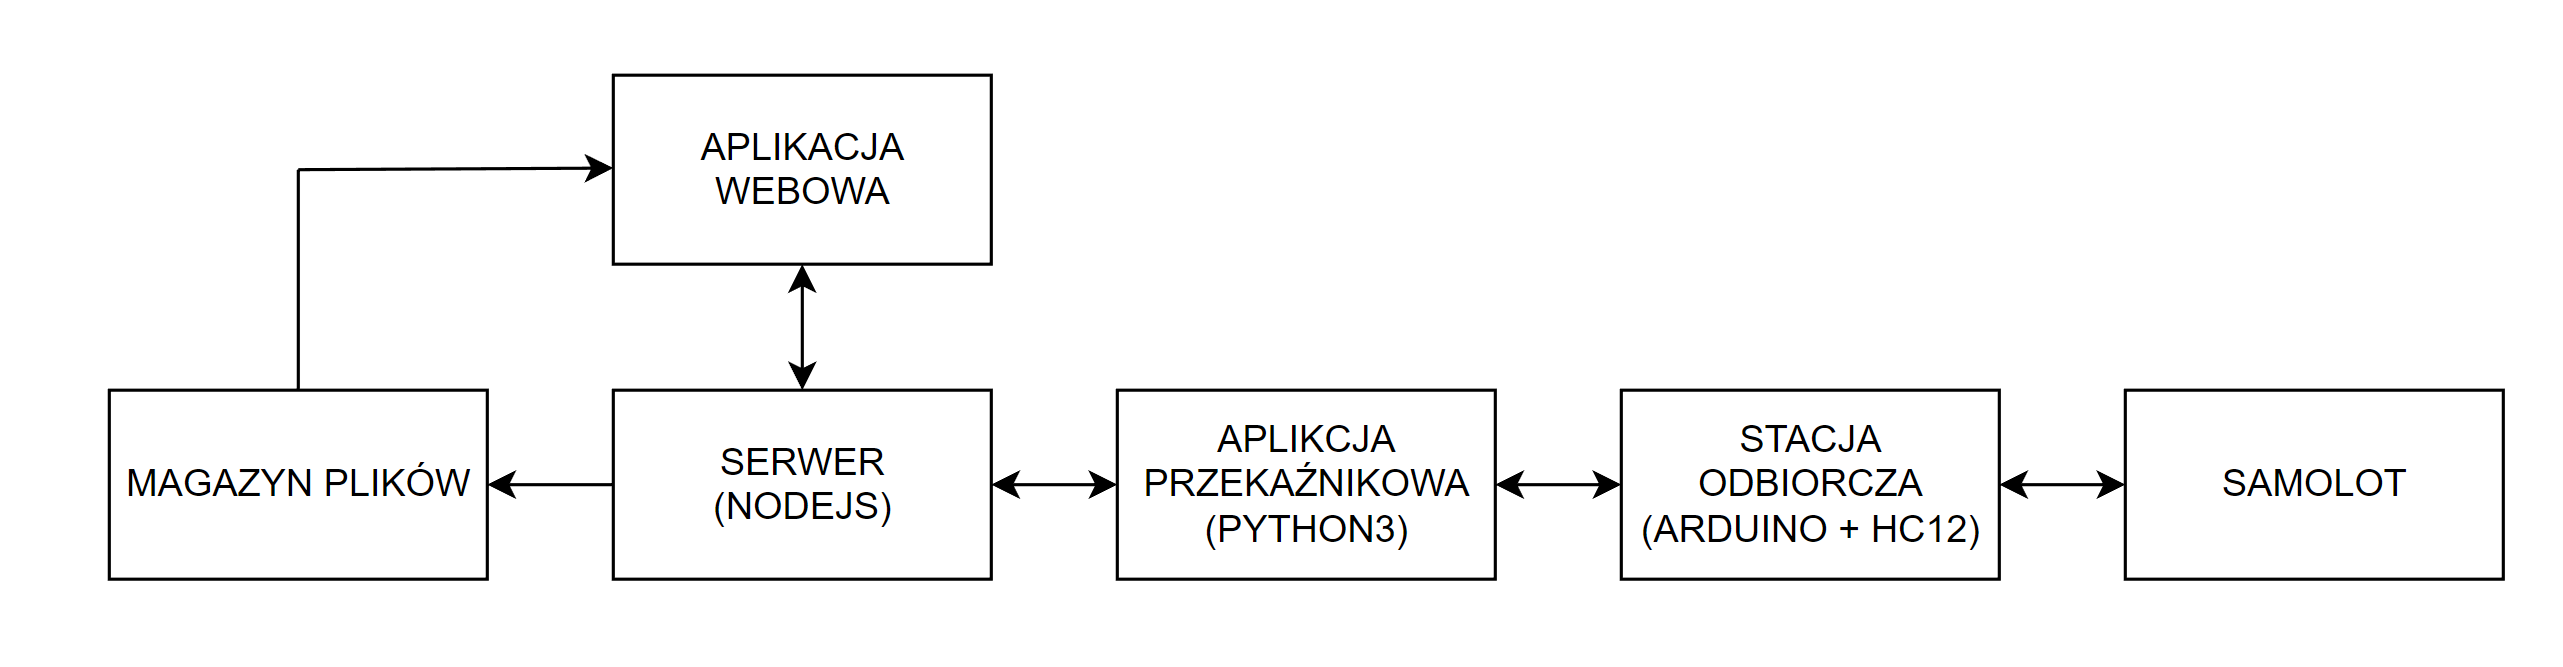 APLIKACJA
WEBOWA
MAGAZYN PLIKÓW
SERWER
(NODEJS)
APLIKCJA
PRZEKAŹNIKOWA
(PYTHON3)
STACJA
ODBIORCZA
(ARDUINO + HC12)
SAMOLOT